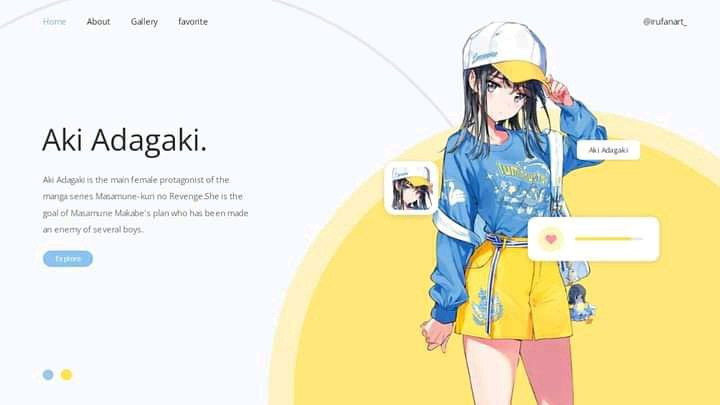 Home About Gallery favorite @irufanart_
Aki Adagaki.
Aki Adagaki is the main female protagonist of the
manga series Masamune-kun no Revenge.She is the
goal of Masamune Makabe's plan who has been made
an enemy of several boys.
Explore
Aki Adagaki